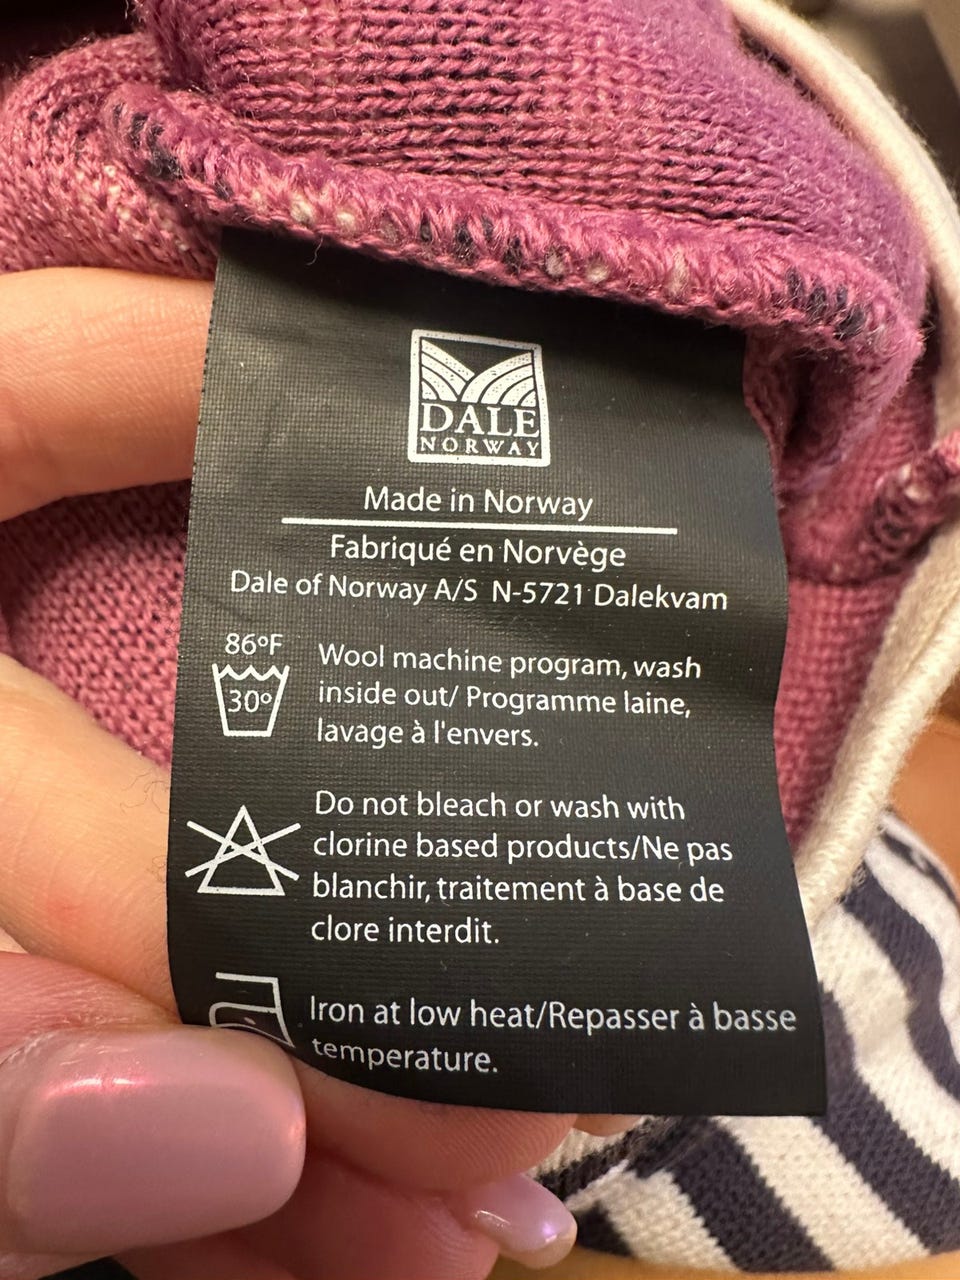 DALE
NORWAY
Made in Norway
Fabriqué en Norvège
Dale of Norway A/S N-5721 Dalekvam
86ºF
30º
Wool machine program, wash
inside out/ Programme laine,
lavage à l'envers.
Do not bleach or wash with
clorine based products/Ne pas
blanchir, traitement à base de
clore interdit.
Iron at low heat/Repasser à basse
temperature.